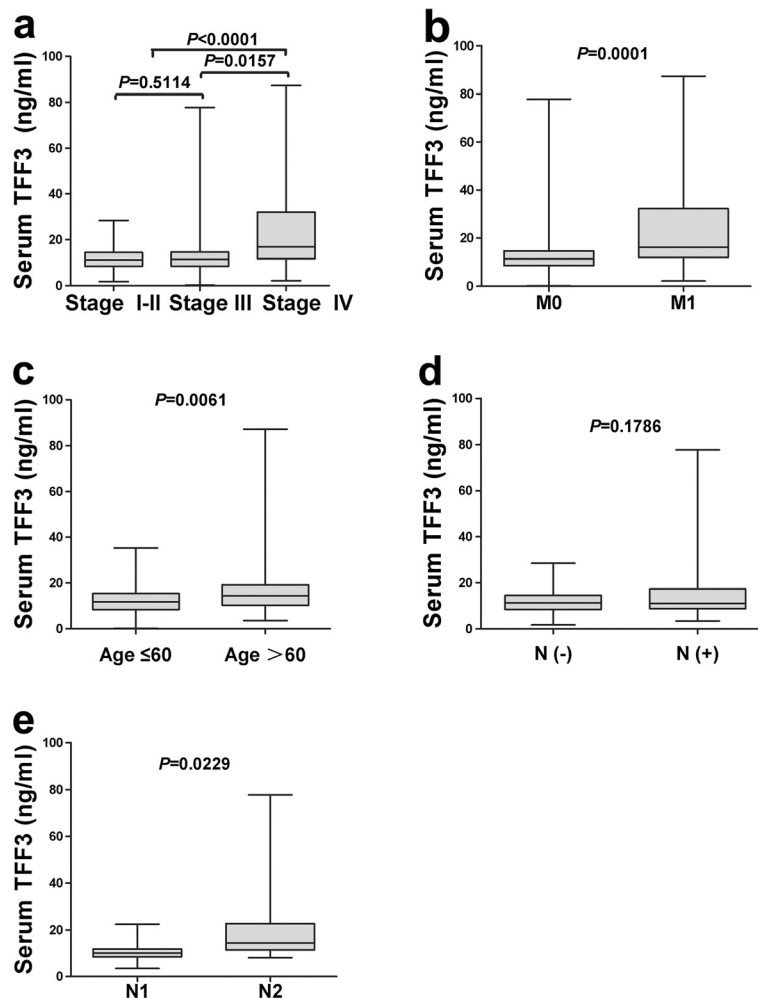 a
P<0.0001
P=0.0157
P=0.5114
Serum TFF3 (ng/ml)
100
80
60
40
20
0
Stage I-II Stage III Stage IV
b
P=0.0001
Serum TFF3 (ng/ml)
100
80
60
40
20
0
M0 M1
c
P=0.0061
Serum TFF3 (ng/ml)
100
80
60
40
20
0
Age ≤60 Age >60
d
P=0.1786
Serum TFF3 (ng/ml)
100
80
60
40
20
0
N (-) N (+)
e
P=0.0229
Serum TFF3 (ng/ml)
100
80
60
40
20
0
N1 N2